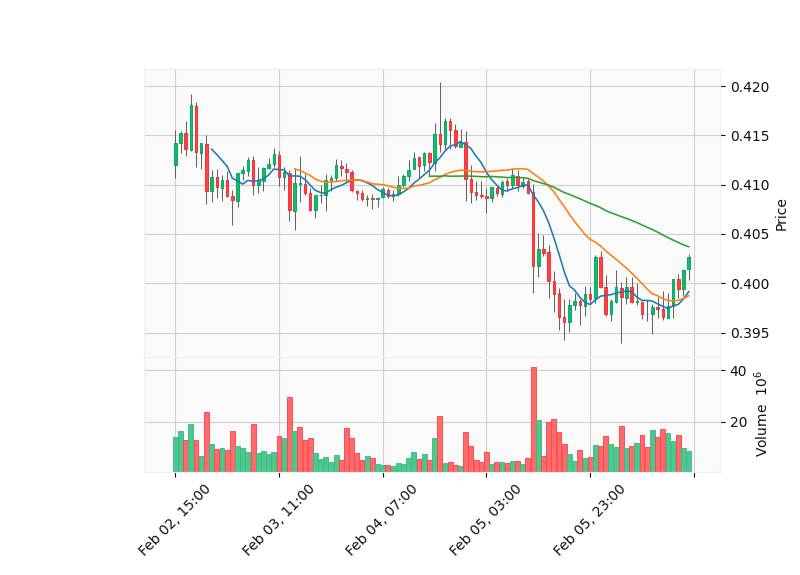 0.420
0.415
0.410
0.405
0.400
0.395
Price
40
20
Volume 10^6
Feb 02, 15:00
Feb 03, 11:00
Feb 04, 07:00
Feb 05, 03:00
Feb 05, 23:00